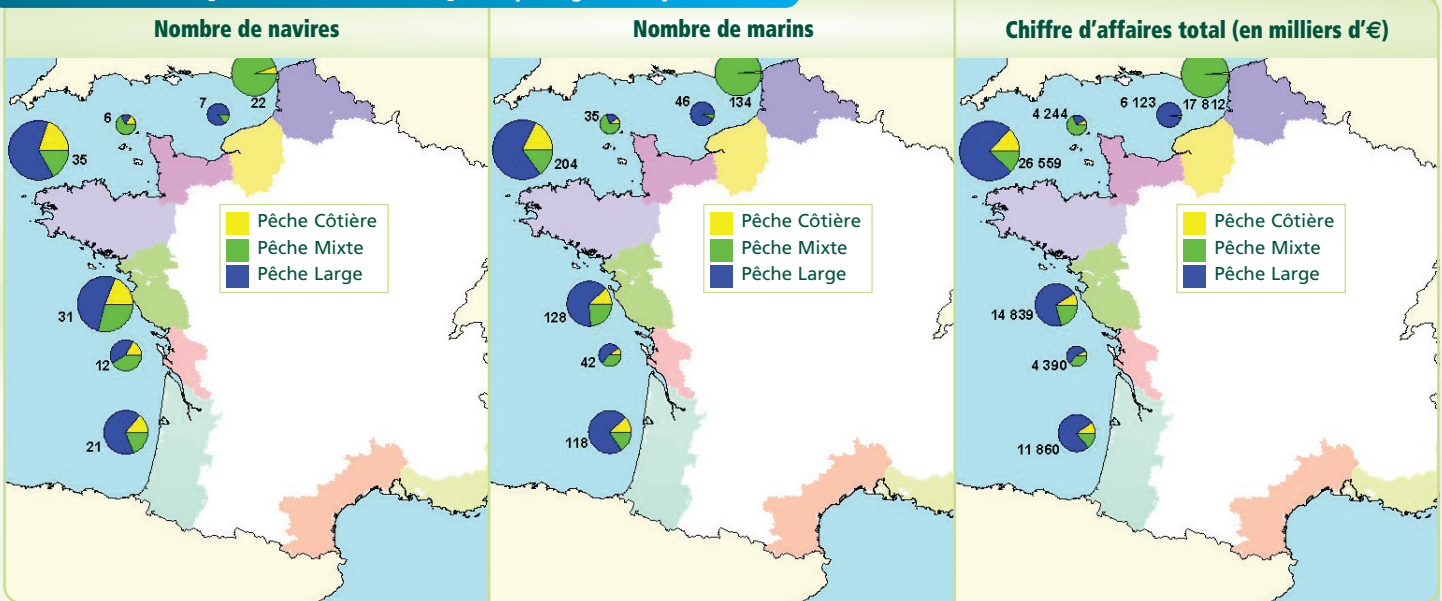 Nombre de navires
7
22
6
35
Pêche Côtière
Pêche Mixte
Pêche Large
31
12
21
Nombre de marins
46
134
35
204
Pêche Côtière
Pêche Mixte
Pêche Large
128
42
118
Chiffre d'affaires total (en milliers d'€)
6 123
17 812
4 244
26 559
Pêche Côtière
Pêche Mixte
Pêche Large
14 839
4 390
11 860